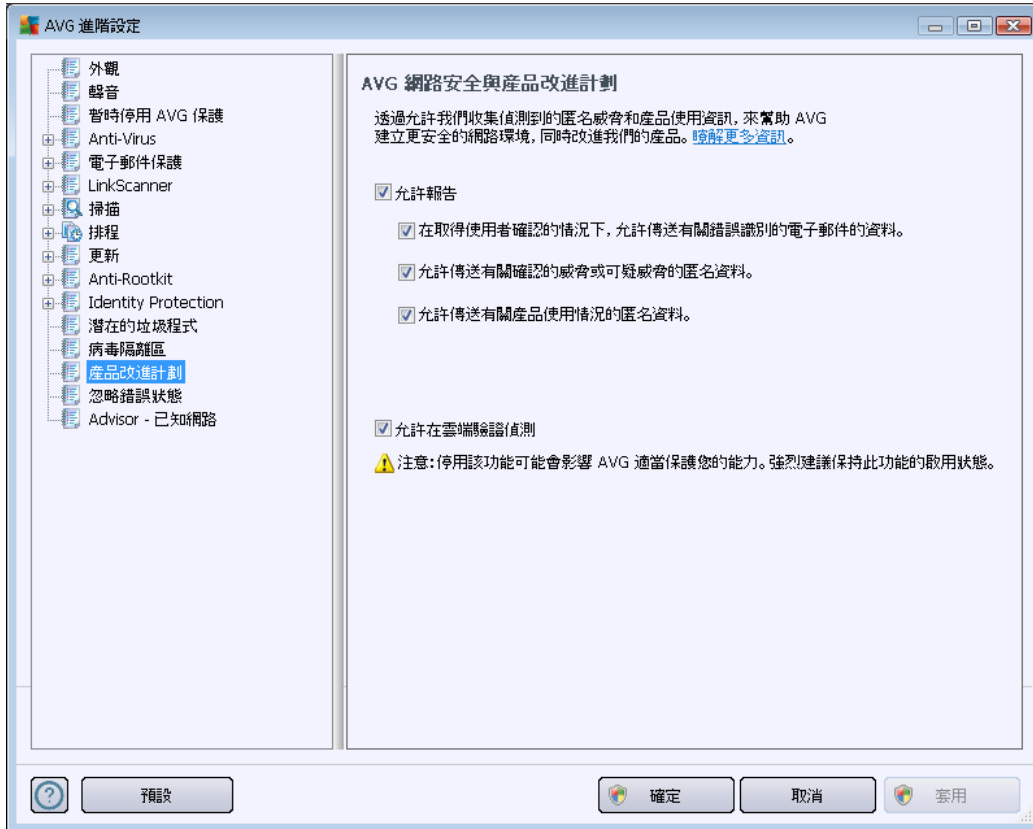 AVG 進階設定
外觀
聲音
暫時停用 AVG 保護
Anti-Virus
電子郵件保護
LinkScanner
掃描
排程
更新
Anti-Rootkit
Identity Protection
潛在的垃圾程式
病毒隔離區
產品改進計劃
忽略錯誤狀態
Advisor - 已知網路
AVG 網路安全與產品改進計劃
透過允許我們收集偵測到的匿名威脅和產品使用資訊, 來幫助 AVG
建立更安全的網路環境, 同時改進我們的產品。瞭解更多資訊。
允許報告
在取得使用者確認的情況下, 允許傳送有關錯誤識別的電子郵件的資料。
允許傳送有關確認的威脅或可疑威脅的匿名資料。
允許傳送有關產品使用情況的匿名資料。
允許在雲端驗證偵測
注意: 停用該功能可能會影響 AVG 適當保護您的能力。強烈建議保持此功能的啟用狀態。
預設
確定
取消
套用